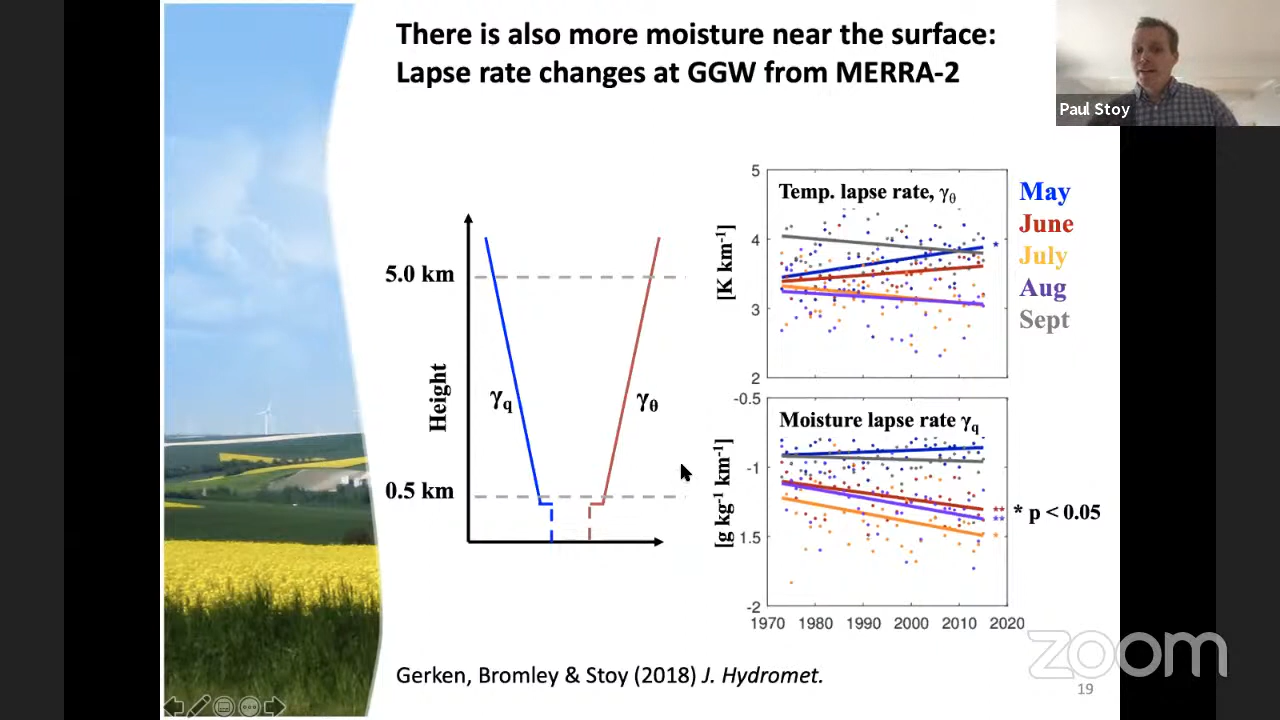 There is also more moisture near the surface:
Lapse rate changes at GGW from MERRA-2
Paul Stoy
5.0 km
0.5 km
Height
γq
γθ
5
4
3
2
[K km-1]
Temp. lapse rate, γθ
May
June
July
Aug
Sept
-0.5
-1
1.5
-2
[g kg-1 km-1]
Moisture lapse rate γq
* p < 0.05
1970 1980 1990 2000 2010 2020
Gerken, Bromley & Stoy (2018) J. Hydromet.
zoom
19